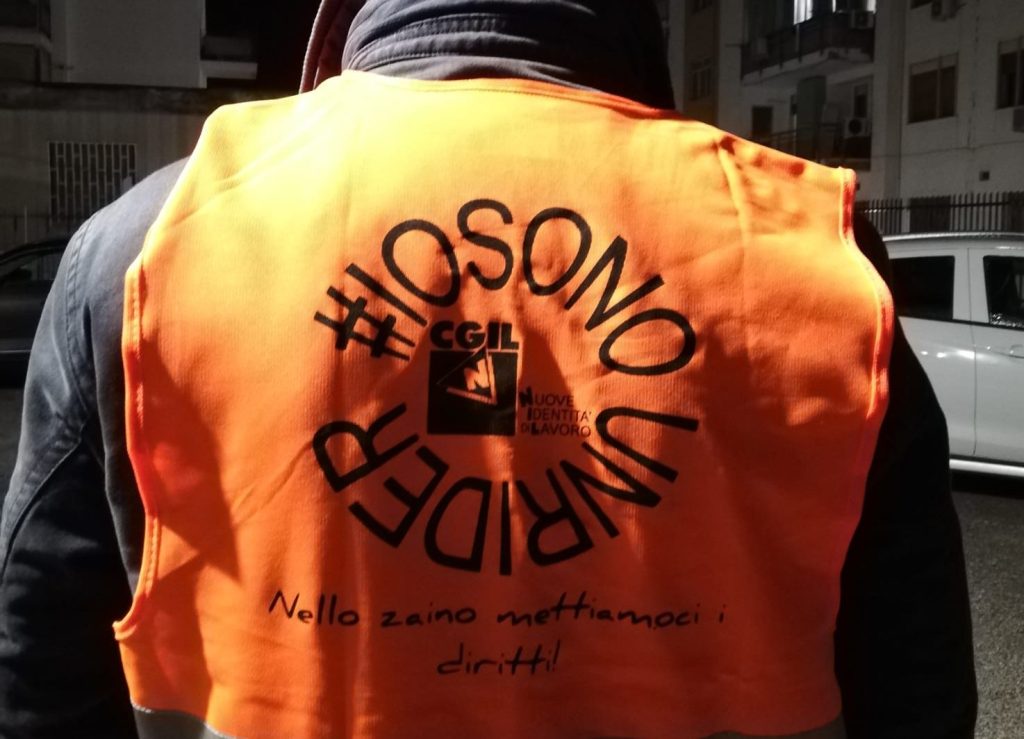 #IOSONOUNRIDER
CGIL
N
NUOVE
IDENTITA'
DI LAVORO
Nello zaino mettiamoci i
diritti!